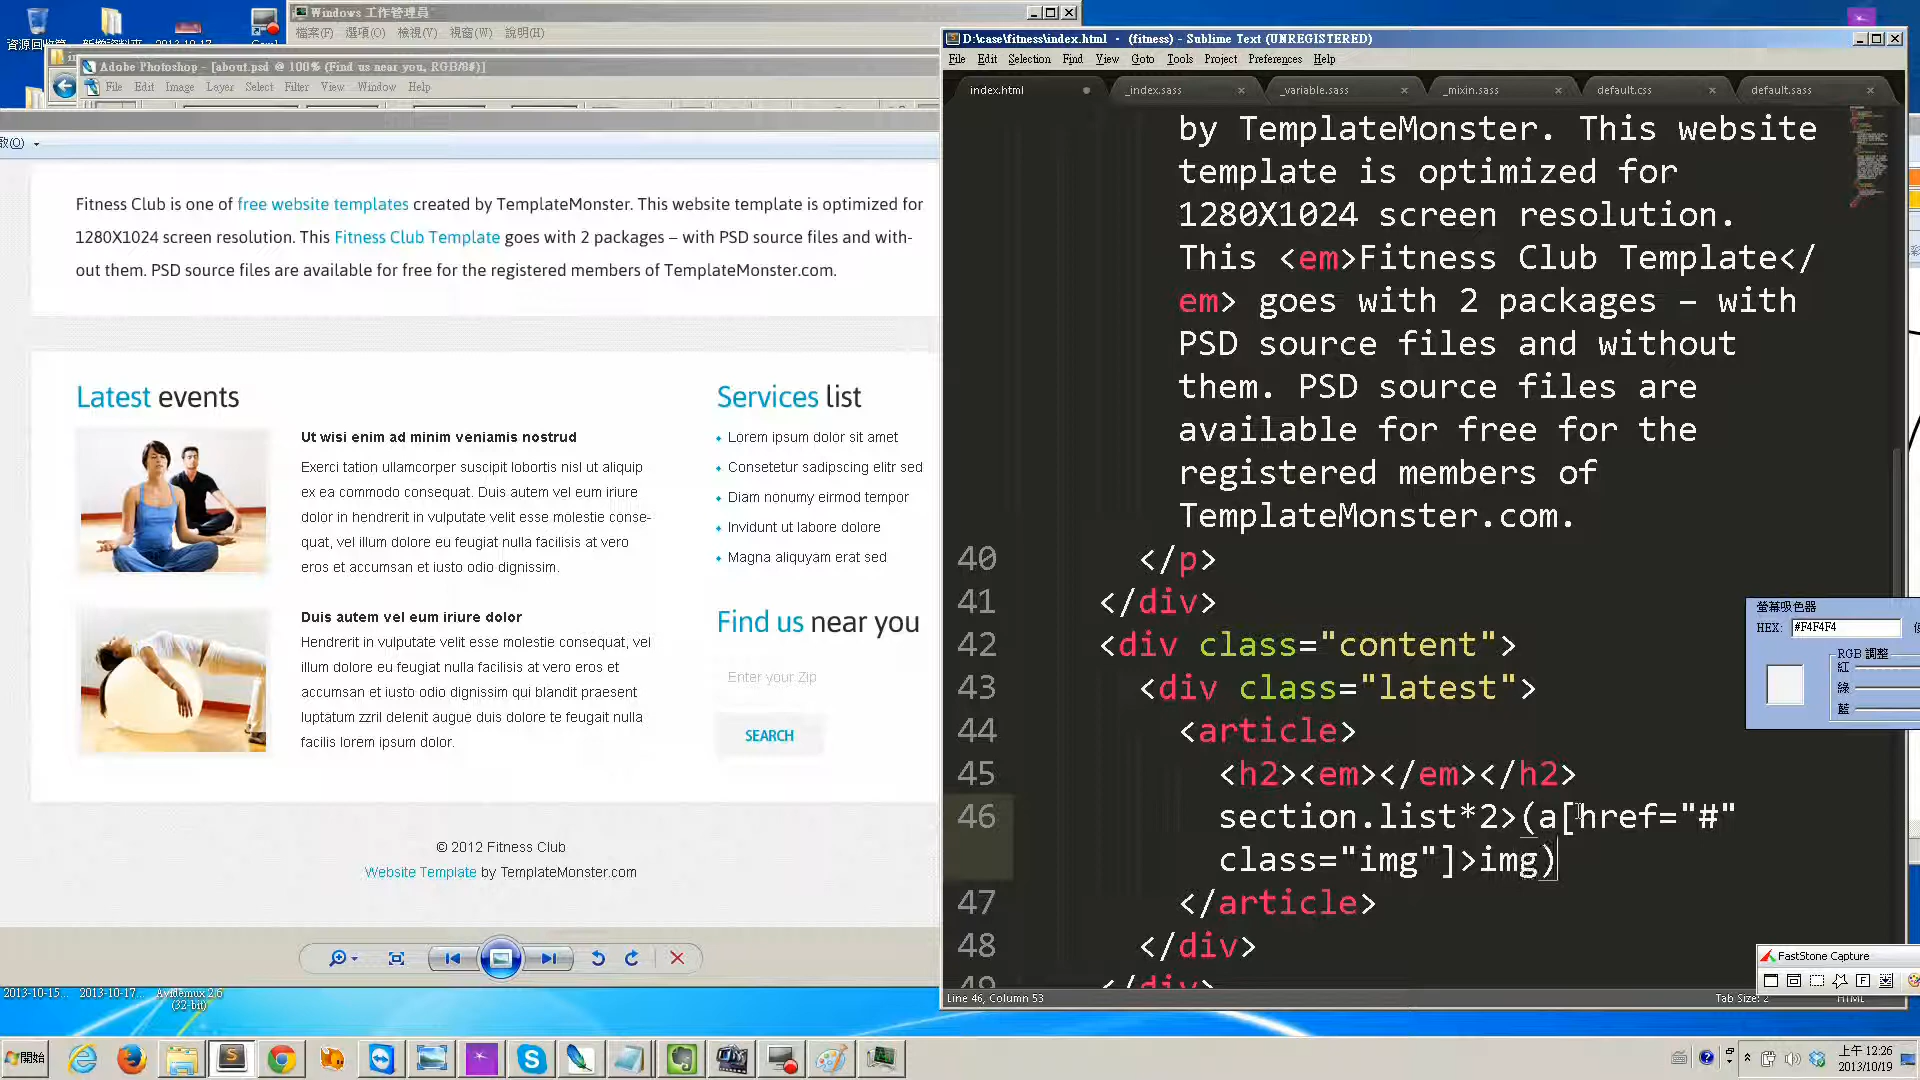 Windows 工作管理員
檔案(F) 選項(O) 檢視(V) 視窗(W) 說明(H)
2013-10-17
Adobe Photoshop - [about.psd @ 100% (Find us near you, RGB/8#)]
File Edit Image Layer Select Filter View Window Help
Fitness Club is one of free website templates created by TemplateMonster. This website template is optimized for
1280X1024 screen resolution. This Fitness Club Template goes with 2 packages – with PSD source files and with-
out them. PSD source files are available for free for the registered members of TemplateMonster.com.
Latest events
Ut wisi enim ad minim veniamis nostrud
Exerci tation ullamcorper suscipit lobortis nisl ut aliquip
ex ea commodo consequat. Duis autem vel eum iriure
dolor in hendrerit in vulputate velit esse molestie conse-
quat, vel illum dolore eu feugiat nulla facilisis at vero
eros et accumsan et iusto odio dignissim.
Duis autem vel eum iriure dolor
Hendrerit in vulputate velit esse molestie consequat, vel
illum dolore eu feugiat nulla facilisis at vero eros et
accumsan et iusto odio dignissim qui blandit praesent
luptatum zzril delenit augue duis dolore te feugait nulla
facilis lorem ipsum dolor.
Services list
Lorem ipsum dolor sit amet
Consetetur sadipscing elitr sed
Diam nonumy eirmod tempor
Invidunt ut labore dolore
Magna aliquyam erat sed
Find us near you
Enter your Zip
SEARCH
© 2012 Fitness Club
Website Template by TemplateMonster.com
2013-10-15... 2013-10-17... Avidemux 2.6
(32-bit)
D:\case\fitness\index.html - (fitness) - Sublime Text (UNREGISTERED)
File Edit Selection Find View Goto Tools Project Preferences Help
index.html _index.sass _variable.sass _mixin.sass default.css default.sass
by TemplateMonster. This website
template is optimized for
1280X1024 screen resolution.
This <em>Fitness Club Template</
em> goes with 2 packages – with
PSD source files and without
them. PSD source files are
available for free for the
registered members of
TemplateMonster.com.
40 </p>
41 </div>
42 <div class="content">
43 <div class="latest">
44 <article>
45 <h2><em></em></h2>
46 section.list*2>(a[href="#"
class="img"]>img)
47 </article>
48 </div>
49 </div>
Line 46, Column 53
Tab Size: 2
HTML
螢幕吸色器
HEX: #F4F4F4
RGB 調整
紅
綠
藍
FastStone Capture
開始
上午 12:26
2013/10/19